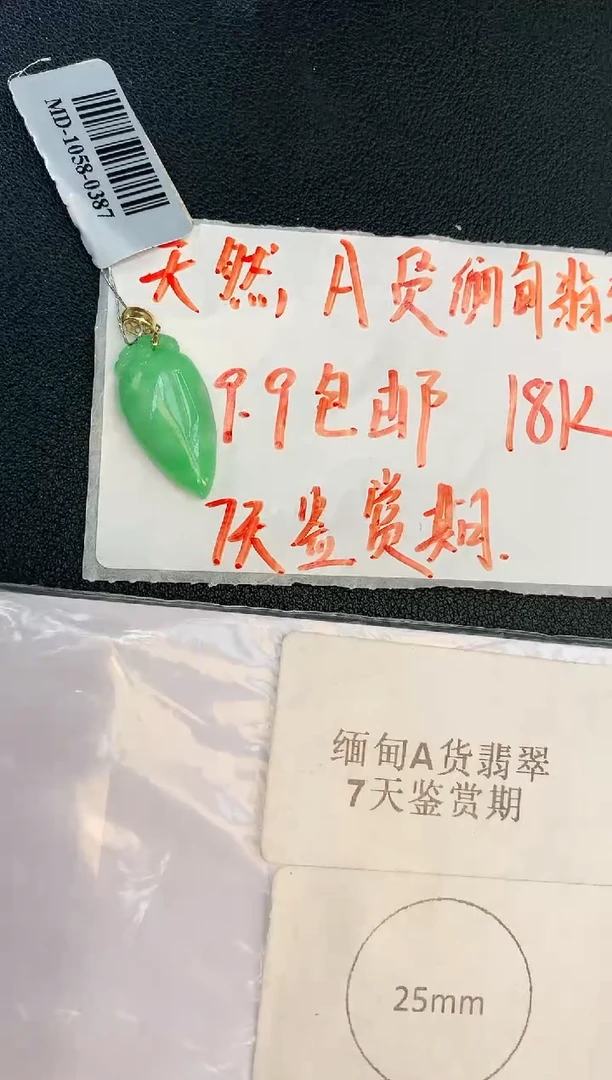 MD-1058-0387
天然,A货缅甸翡
9.9包邮 18K
7天鉴赏期.
缅甸A货翡翠
7天鉴赏期
25mm